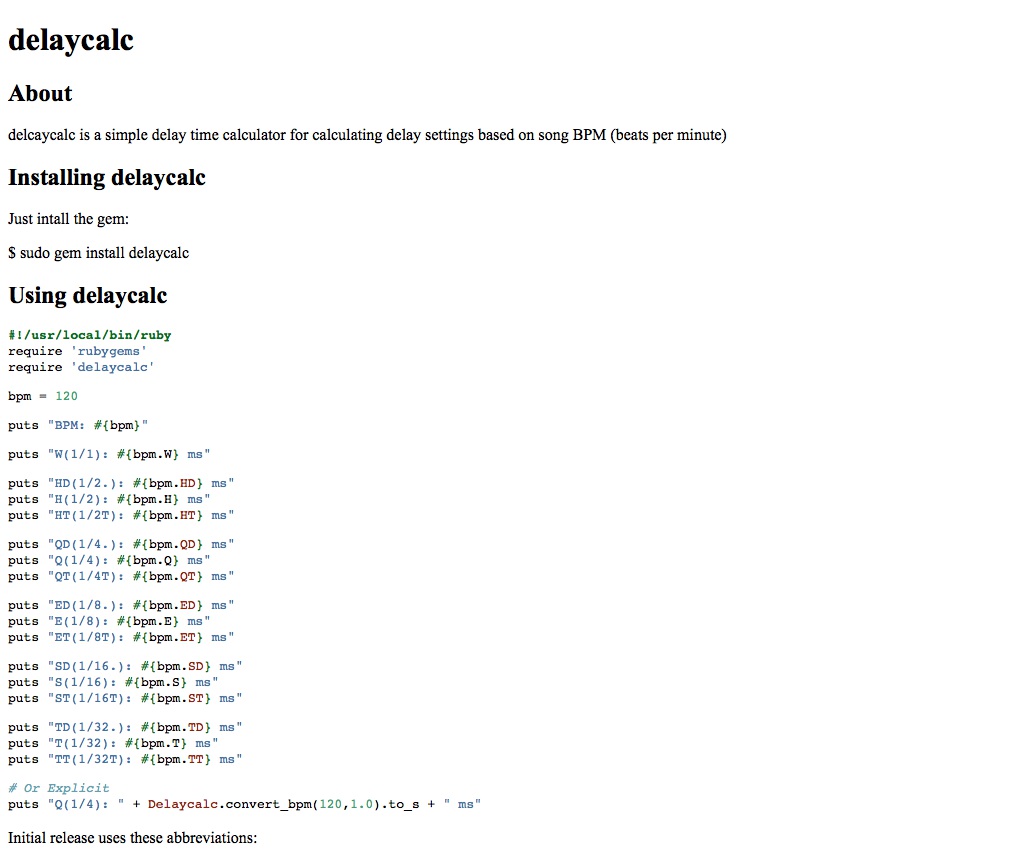 delaycalc
About
delcaycalc is a simple delay time calculator for calculating delay settings based on song BPM (beats per minute)
Installing delaycalc
Just intall the gem:
$ sudo gem install delaycalc
Using delaycalc
#!/usr/local/bin/ruby
require 'rubygems'
require 'delaycalc'
bpm = 120
puts "BPM: #{bpm}"
puts "W(1/1): #{bpm.W} ms"
puts "HD(1/2.): #{bpm.HD} ms"
puts "H(1/2): #{bpm.H} ms"
puts "HT(1/2T): #{bpm.HT} ms"
puts "QD(1/4.): #{bpm.QD} ms"
puts "Q(1/4): #{bpm.Q} ms"
puts "QT(1/4T): #{bpm.QT} ms"
puts "ED(1/8.): #{bpm.ED} ms"
puts "E(1/8): #{bpm.E} ms"
puts "ET(1/8T): #{bpm.ET} ms"
puts "SD(1/16.): #{bpm.SD} ms"
puts "S(1/16): #{bpm.S} ms"
puts "ST(1/16T): #{bpm.ST} ms"
puts "TD(1/32.): #{bpm.TD} ms"
puts "T(1/32): #{bpm.T} ms"
puts "TT(1/32T): #{bpm.TT} ms"
# Or Explicit
puts "Q(1/4): " + Delaycalc.convert_bpm(120,1.0).to_s + " ms"
Initial release uses these abbreviations: